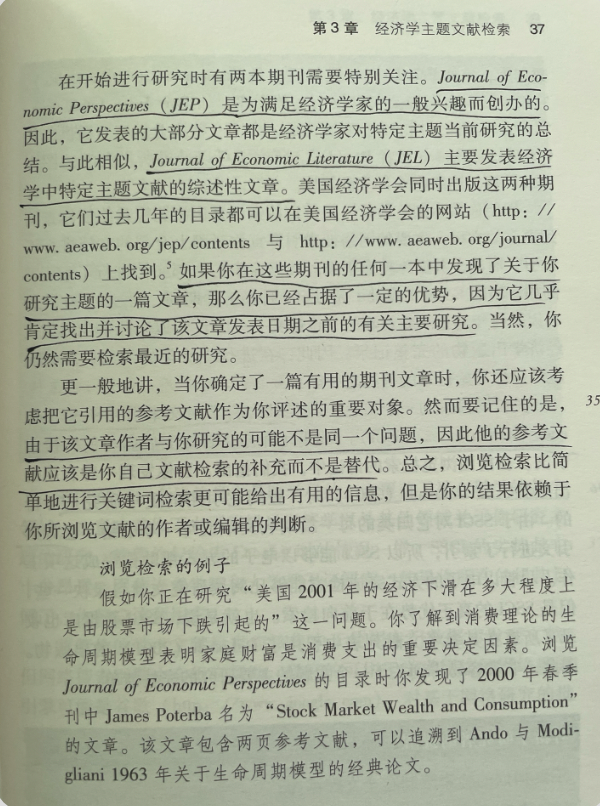 第3章 经济学主题文献检索 37
在开始进行研究时有两本期刊需要特别关注。Journal of Eco-
nomic Perspectives（JEP）是为满足经济学家的一般兴趣而创办的。
因此，它发表的大部分文章都是经济学家对特定主题当前研究的总
结。与此相似，Journal of Economic Literature（JEL）主要发表经济
学中特定主题文献的综述性文章。美国经济学会同时出版这两种期
刊，它们过去几年的目录都可以在美国经济学会的网站（http: //
www. aeaweb. org/jep/contents 与 http: //www. aeaweb. org/journal/
contents）上找到。5 如果你在这些期刊的任何一本中发现了关于你
研究主题的一篇文章，那么你已经占据了一定的优势，因为它几乎
肯定找出并讨论了该文章发表日期之前的有关主要研究。当然，你
仍然需要检索最近的研究。
更一般地讲，当你确定了一篇有用的期刊文章时，你还应该考
虑把它引用的参考文献作为你评述的重要对象。然而要记住的是，
35
由于该文章作者与你研究的可能不是同一个问题，因此他的参考文
献应该是你自己文献检索的补充而不是替代。总之，浏览检索比简
单地进行关键词检索更可能给出有用的信息，但是你的结果依赖于
你所浏览文献的作者或编辑的判断。
浏览检索的例子
假如你正在研究“美国 2001 年的经济下滑在多大程度上
是由股票市场下跌引起的”这一问题。你了解到消费理论的生
命周期模型表明家庭财富是消费支出的重要决定因素。浏览
Journal of Economic Perspectives 的目录时你发现了 2000 年春季
刊中 James Poterba 名为“Stock Market Wealth and Consumption”
的文章。该文章包含两页参考文献，可以追溯到 Ando 与 Modi-
gliani 1963 年关于生命周期模型的经典论文。